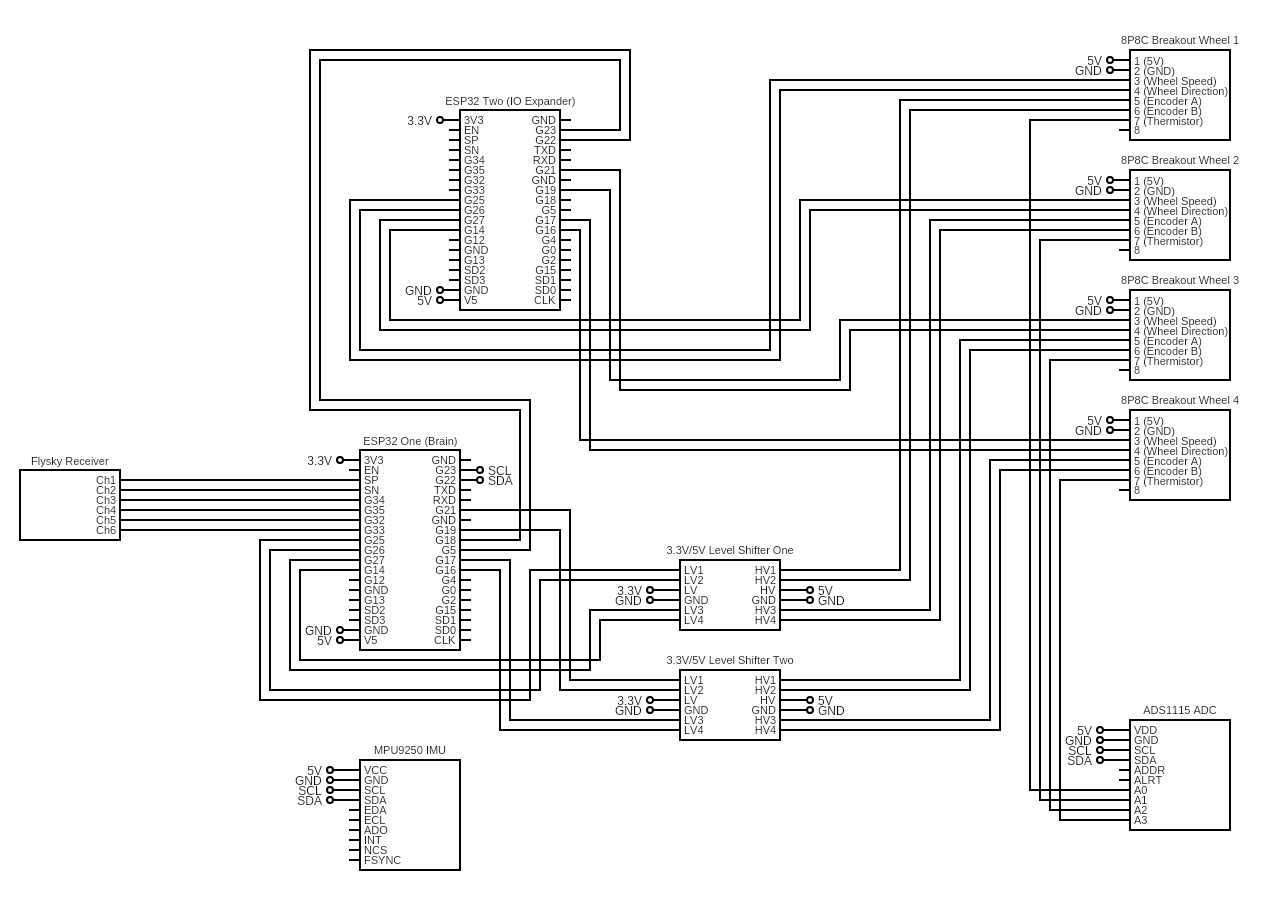 8P8C Breakout Wheel 1
5V
1 (5V)
GND
2 (GND)
3 (Wheel Speed)
4 (Wheel Direction)
5 (Encoder A)
6 (Encoder B)
7 (Thermistor)
8
ESP32 Two (IO Expander)
3.3V
3V3 GND
EN G23
SP G22
SN TXD
G34 RXD
G35 G21
G32 GND
G33 G19
G25 G18
G26 G5
G27 G17
G14 G16
G12 G4
GND G0
G13 G2
SD2 G15
SD3 SD1
GND
GND SD0
5V
V5 CLK
8P8C Breakout Wheel 2
5V
1 (5V)
GND
2 (GND)
3 (Wheel Speed)
4 (Wheel Direction)
5 (Encoder A)
6 (Encoder B)
7 (Thermistor)
8
8P8C Breakout Wheel 3
5V
1 (5V)
GND
2 (GND)
3 (Wheel Speed)
4 (Wheel Direction)
5 (Encoder A)
6 (Encoder B)
7 (Thermistor)
8
8P8C Breakout Wheel 4
5V
1 (5V)
GND
2 (GND)
3 (Wheel Speed)
4 (Wheel Direction)
5 (Encoder A)
6 (Encoder B)
7 (Thermistor)
8
Flysky Receiver
Ch1
Ch2
Ch3
Ch4
Ch5
Ch6
ESP32 One (Brain)
3.3V
3V3 GND
EN G23
SCL
SP G22
SDA
SN TXD
G34 RXD
G35 G21
G32 GND
G33 G19
G25 G18
G26 G5
G27 G17
G14 G16
G12 G4
GND G0
G13 G2
SD2 G15
SD3 SD1
GND
GND SD0
5V
V5 CLK
3.3V/5V Level Shifter One
LV1 HV1
LV2 HV2
3.3V
LV HV
5V
GND
GND GND
GND
LV3 HV3
LV4 HV4
3.3V/5V Level Shifter Two
LV1 HV1
LV2 HV2
3.3V
LV HV
5V
GND
GND GND
GND
LV3 HV3
LV4 HV4
ADS1115 ADC
5V
VDD
GND
GND
SCL
SCL
SDA
SDA
ADDR
ALRT
A0
A1
A2
A3
MPU9250 IMU
5V
VCC
GND
GND
SCL
SCL
SDA
SDA
EDA
ECL
ADO
INT
NCS
FSYNC